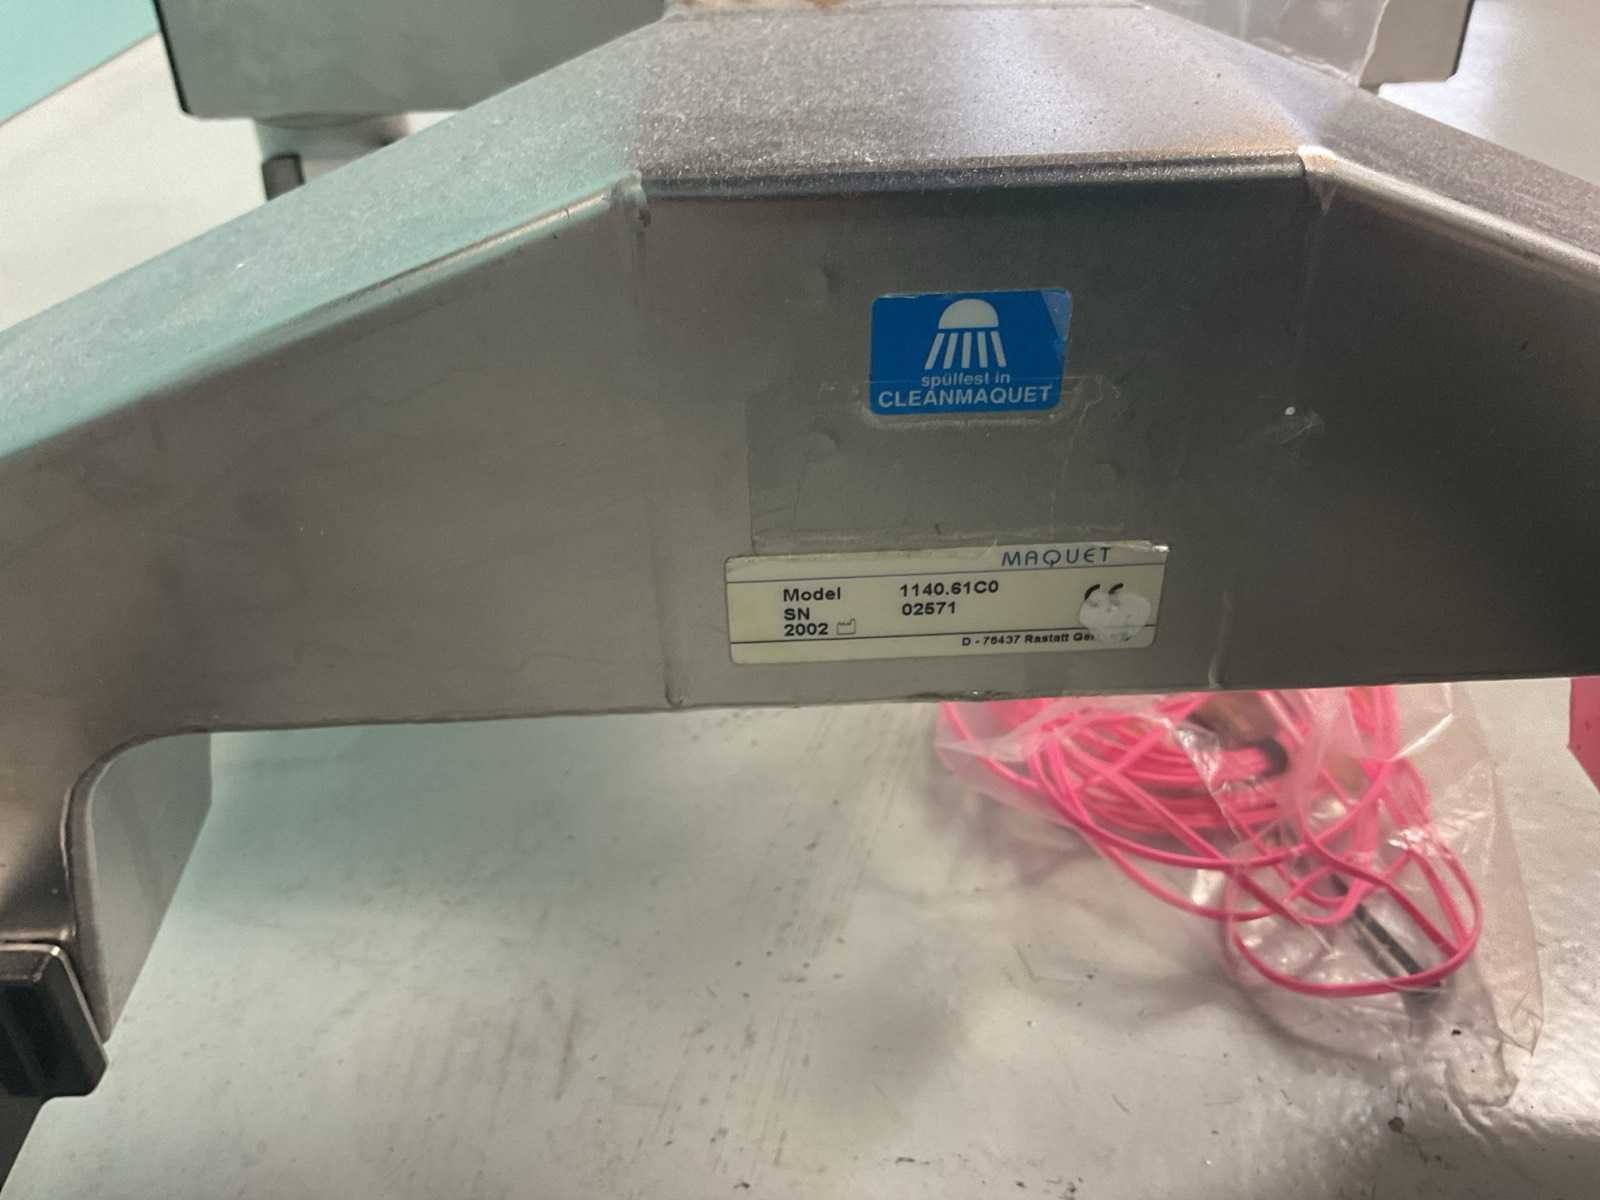 spülfest in
CLEANMAQUET
MAQUET
Model 1140.61C0
SN 02571
2002
D - 76437 Rastatt